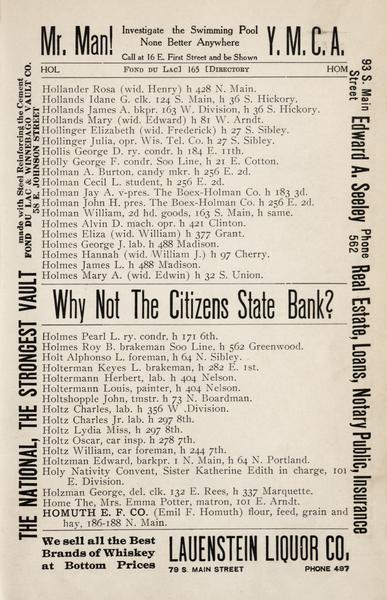 Mr. Man!
Investigate the Swimming Pool
None Better Anywhere
Call at 16 E. First Street and be Shown
Y. M. C. A.
HOL
FOND DU LAC] 165 [DIRECTORY
HOM
Hollander Rosa (wid. Henry) h 428 N. Main.
Hollands Idane G. clk. 124 S. Main, h 36 S. Hickory.
Hollands James A. bkpr. 163 W. Division, h 36 S. Hickory.
Hollands Mary (wid. Edward) h 81 W. Arndt.
Hollinger Elizabeth (wid. Frederick) h 27 S. Sibley.
Hollinger Julia, opr. Wis. Tel. Co. h 27 S. Sibley.
Hollis George D. ry. condr. h 184 E. 11th.
Holly George F. condr. Soo Line, h 21 E. Cotton.
Holman A. Burton, candy mkr. h 256 E. 2d.
Holman Cecil L. student, h 256 E. 2d.
Holman Jay A. v-pres. The Boex-Holman Co. h 183 3d.
Holman John H. pres. The Boex-Holman Co. h 256 E. 2d.
Holman William, 2d hd. goods, 163 S. Main, h same.
Holmes Alvin D. mach. opr. h 421 Clinton.
Holmes Eliza (wid. William) h 377 Grant.
Holmes George J. lab. h 488 Madison.
Holmes Hannah (wid. William J.) h 97 Cherry.
Holmes James L. h 488 Madison.
Holmes Mary A. (wid. Edwin) h 32 S. Union.
Why Not The Citizens State Bank?
Holmes Pearl L. ry. condr. h 171 6th.
Holmes Roy B. brakeman Soo Line, h 562 Greenwood.
Holt Alphonso L. foreman, h 64 N. Sibley.
Holterman Keyes L. brakeman, h 282 E. 1st.
Holtermann Herbert, lab. h 404 Nelson.
Holtermann Louis, painter, h 404 Nelson.
Holtshopple John, tmstr. h 73 N. Boardman.
Holtz Charles, lab. h 356 W .Division.
Holtz Charles Jr. lab. h 297 8th.
Holtz Lydia Miss, h 297 8th.
Holtz Oscar, car insp. h 278 7th.
Holtz William, car foreman, h 244 7th.
Holtzman Edward, barkpr. 1 N. Main, h 64 N. Portland.
Holy Nativity Convent, Sister Katherine Edith in charge, 101
E. Division.
Holzman George, del. clk. 132 E. Rees, h 337 Marquette.
Home The, Mrs. Emma Potter, matron, 101 E. Arndt.
HOMUTH E. F. CO. (Emil F. Homuth) flour, feed, grain and
hay, 186-188 N. Main.
THE NATIONAL, THE STRONGEST VAULT
made with Steel Reinforcing the Cement
FOND DU LAC & WINNEBAGO VAULT CO.
58 E. JOHNSON STREET
93 S. Main
Street
Edward A. Seeley
Phone
562
Real Estate, Loans, Notary Public, Insurance
We sell all the Best
Brands of Whiskey
at Bottom Prices
LAUENSTEIN LIQUOR CO.
79 S. MAIN STREET
PHONE 497